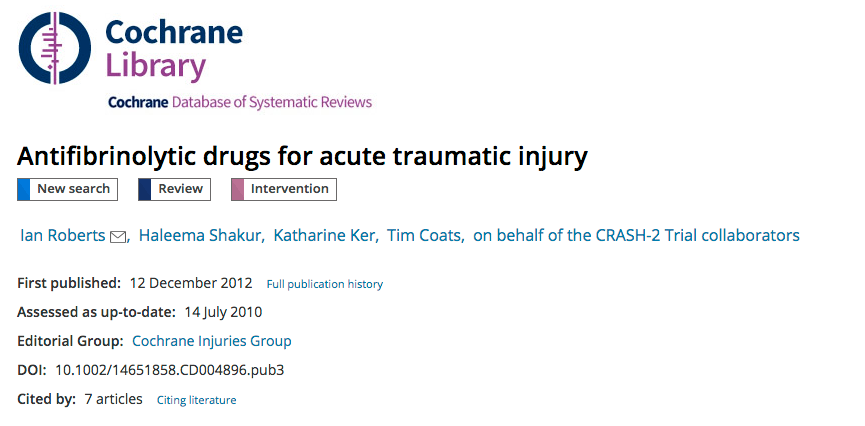 Cochrane
Library
Cochrane Database of Systematic Reviews
Antifibrinolytic drugs for acute traumatic injury
New search Review Intervention
Ian Roberts, Haleema Shakur, Katharine Ker, Tim Coats, on behalf of the CRASH-2 Trial collaborators
First published: 12 December 2012 Full publication history
Assessed as up-to-date: 14 July 2010
Editorial Group: Cochrane Injuries Group
DOI: 10.1002/14651858.CD004896.pub3
Cited by: 7 articles Citing literature